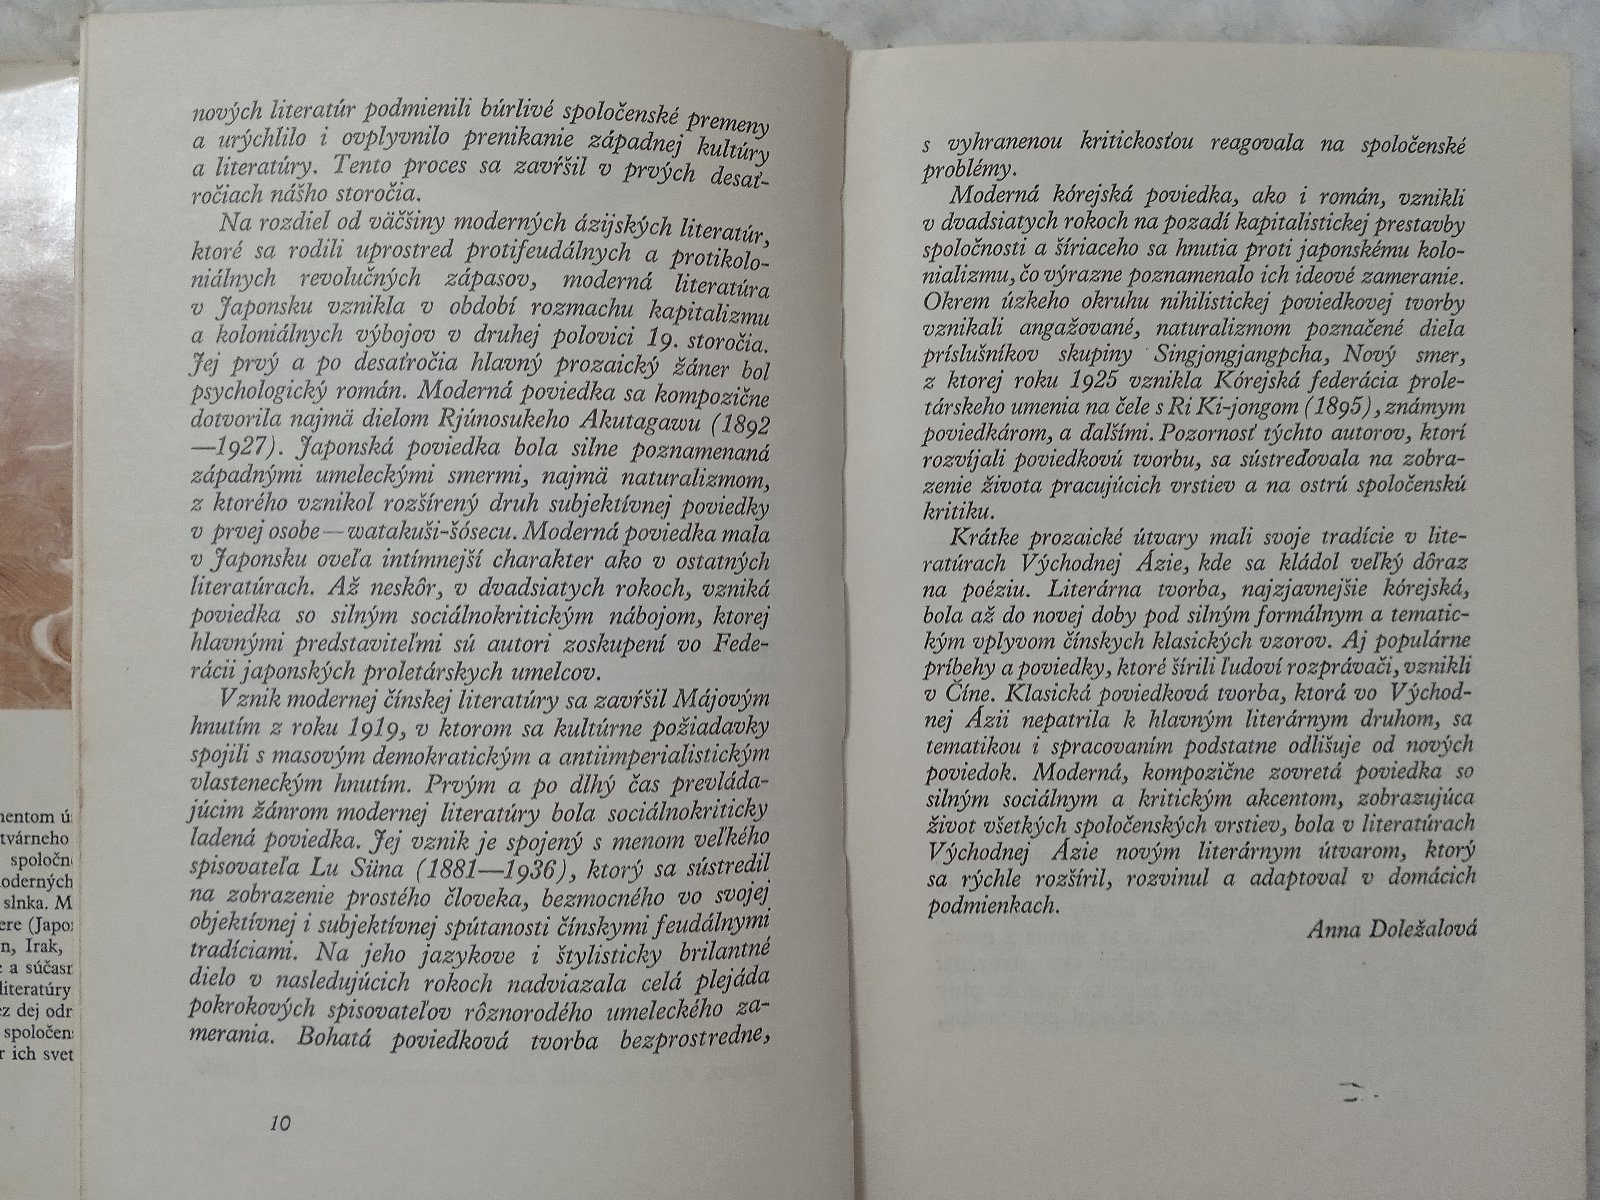 nových literatúr podmienili búrlivé spoločenské premeny
a urýchlilo i ovplyvnilo prenikanie západnej kultúry
a literatúry. Tento proces sa zavŕšil v prvých desať-
ročiach nášho storočia.
Na rozdiel od väčšiny moderných ázijských literatúr,
ktoré sa rodili uprostred protifeudálnych a protikolo-
niálnych revolučných zápasov, moderná literatúra
v Japonsku vznikla v období rozmachu kapitalizmu
a koloniálnych výbojov v druhej polovici 19. storočia.
Jej prvý a po desaťročia hlavný prozaický žáner bol
psychologický román. Moderná poviedka sa kompozične
dotvorila najmä dielom Rjúnosukeho Akutagawu (1892
—1927). Japonská poviedka bola silne poznamenaná
západnými umeleckými smermi, najmä naturalizmom,
z ktorého vznikol rozšírený druh subjektívnej poviedky
v prvej osobe — watakuši-šósecu. Moderná poviedka mala
v Japonsku oveľa intímnejší charakter ako v ostatných
literatúrach. Až neskôr, v dvadsiatych rokoch, vzniká
poviedka so silným sociálnokritickým nábojom, ktorej
hlavnými predstaviteľmi sú autori zoskupení vo Fede-
rácii japonských proletárskych umelcov.
Vznik modernej čínskej literatúry sa zavŕšil Májovým
hnutím z roku 1919, v ktorom sa kultúrne požiadavky
spojili s masovým demokratickým a antiimperialistickým
vlasteneckým hnutím. Prvým a po dlhý čas prevláda-
júcim žánrom modernej literatúry bola sociálnokriticky
ladená poviedka. Jej vznik je spojený s menom veľkého
spisovateľa Lu Süna (1881—1936), ktorý sa sústredil
na zobrazenie prostého človeka, bezmocného vo svojej
objektívnej i subjektívnej spútanosti čínskymi feudálnymi
tradíciami. Na jeho jazykove i štylisticky brilantné
dielo v nasledujúcich rokoch nadviazala celá plejáda
pokrokových spisovateľov rôznorodého umeleckého za-
merania. Bohatá poviedková tvorba bezprostredne,
10
s vyhranenou kritickosťou reagovala na spoločenské
problémy.
Moderná kórejská poviedka, ako i román, vznikli
v dvadsiatych rokoch na pozadí kapitalistickej prestavby
spoločnosti a šíriaceho sa hnutia proti japonskému kolo-
nializmu, čo výrazne poznamenalo ich ideové zameranie.
Okrem úzkeho okruhu nihilistickej poviedkovej tvorby
vznikali angažované, naturalizmom poznačené diela
príslušníkov skupiny Singjongjangpcha, Nový smer,
z ktorej roku 1925 vznikla Kórejská federácia prole-
társkeho umenia na čele s Ri Ki-jongom (1895), známym
poviedkárom, a ďalšími. Pozornosť týchto autorov, ktorí
rozvíjali poviedkovú tvorbu, sa sústreďovala na zobra-
zenie života pracujúcich vrstiev a na ostrú spoločenskú
kritiku.
Krátke prozaické útvary mali svoje tradície v lite-
ratúrach Východnej Ázie, kde sa kládol veľký dôraz
na poéziu. Literárna tvorba, najzjavnejšie kórejská,
bola až do novej doby pod silným formálnym a tematic-
kým vplyvom čínskych klasických vzorov. Aj populárne
príbehy a poviedky, ktoré šírili ľudoví rozprávači, vznikli
v Číne. Klasická poviedková tvorba, ktorá vo Východ-
nej Ázii nepatrila k hlavným literárnym druhom, sa
tematikou i spracovaním podstatne odlišuje od nových
poviedok. Moderná, kompozične zovretá poviedka so
silným sociálnym a kritickým akcentom, zobrazujúca
život všetkých spoločenských vrstiev, bola v literatúrach
Východnej Ázie novým literárnym útvarom, ktorý
sa rýchle rozšíril, rozvinul a adaptoval v domácich
podmienkach.
Anna Doležalová